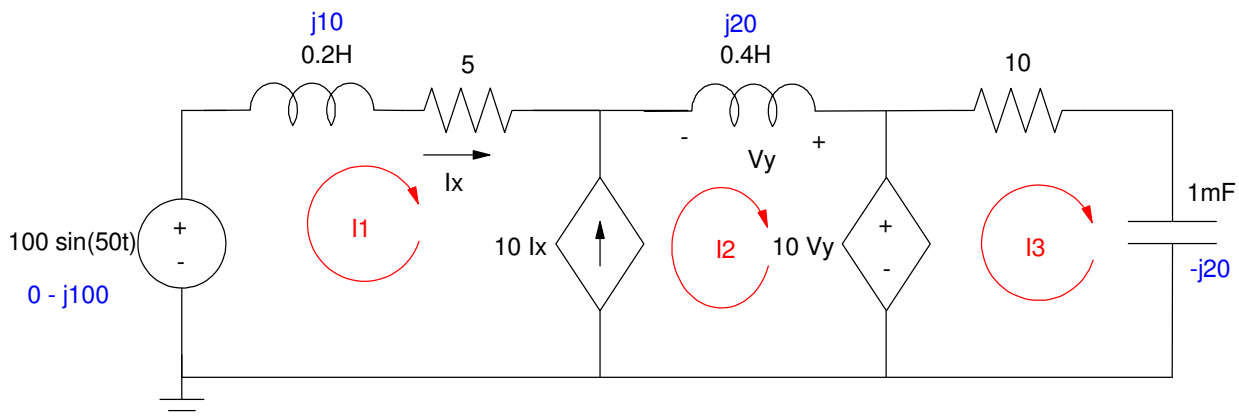 j10
0.2H
5
Ix
I1
+
-
100 sin(50t)
0 - j100
10 Ix
j20
0.4H
-
+
Vy
I2
10 Vy
+
-
10
I3
1mF
-j20